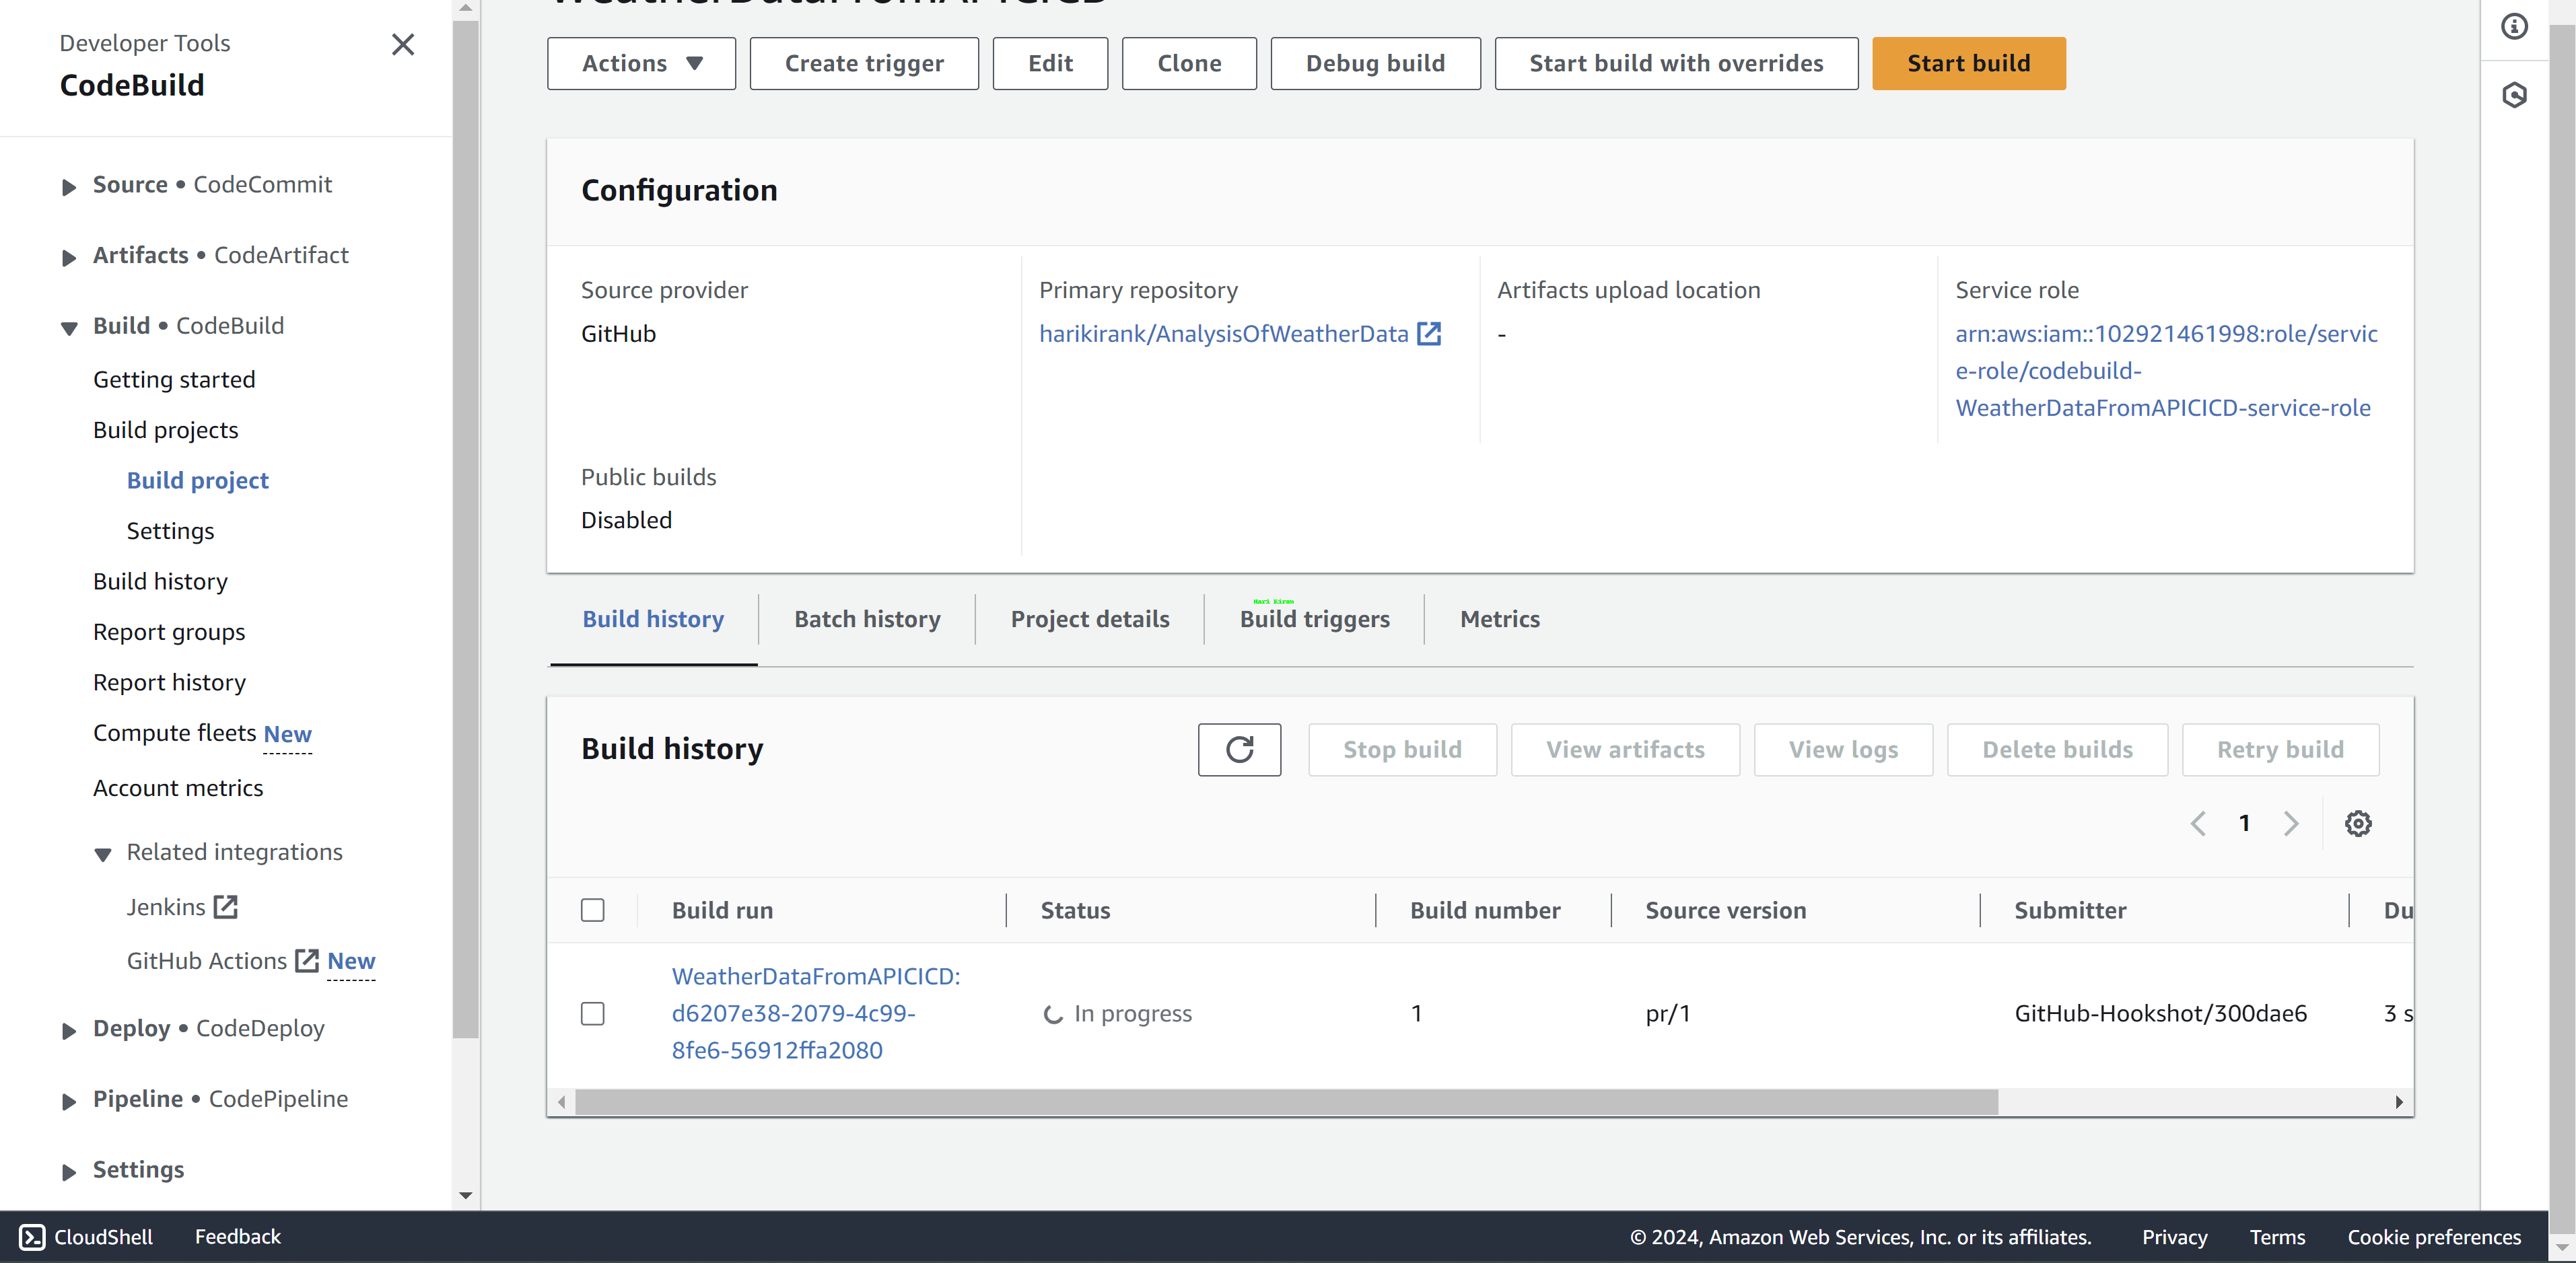 WeatherDataFromAPICICD
Developer Tools
CodeBuild
Source • CodeCommit
Artifacts • CodeArtifact
Build • CodeBuild
Getting started
Build projects
Build project
Settings
Build history
Report groups
Report history
Compute fleets New
Account metrics
Related integrations
Jenkins
GitHub Actions New
Deploy • CodeDeploy
Pipeline • CodePipeline
Settings
Actions Create trigger Edit Clone Debug build Start build with overrides Start build
Configuration
Source provider
GitHub
Primary repository
harikirank/AnalysisOfWeatherData
Artifacts upload location
-
Service role
arn:aws:iam::102921461998:role/servic
e-role/codebuild-
WeatherDataFromAPICICD-service-role
Public builds
Disabled
Hari Kiran
Build history Batch history Project details Build triggers Metrics
Build history Stop build View artifacts View logs Delete builds Retry build
1
Build run Status Build number Source version Submitter Du
WeatherDataFromAPICICD:
d6207e38-2079-4c99-
8fe6-56912ffa2080
In progress 1 pr/1 GitHub-Hookshot/300dae6 3 s
CloudShell Feedback © 2024, Amazon Web Services, Inc. or its affiliates. Privacy Terms Cookie preferences